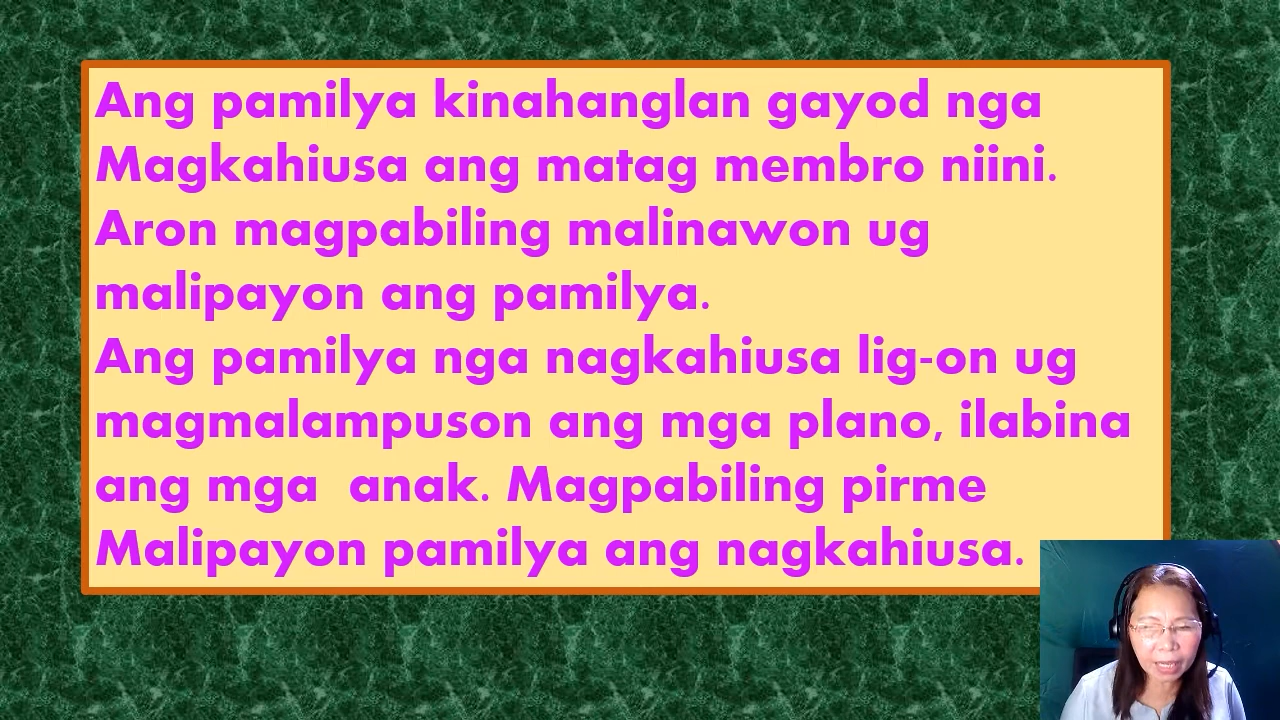 Ang pamilya kinahanglan gayod nga
Magkahiusa ang matag membro niini.
Aron magpabiling malinawon ug
malipayon ang pamilya.
Ang pamilya nga nagkahiusa lig-on ug
magmalampuson ang mga plano, ilabina
ang mga  anak. Magpabiling pirme
Malipayon pamilya ang nagkahiusa.